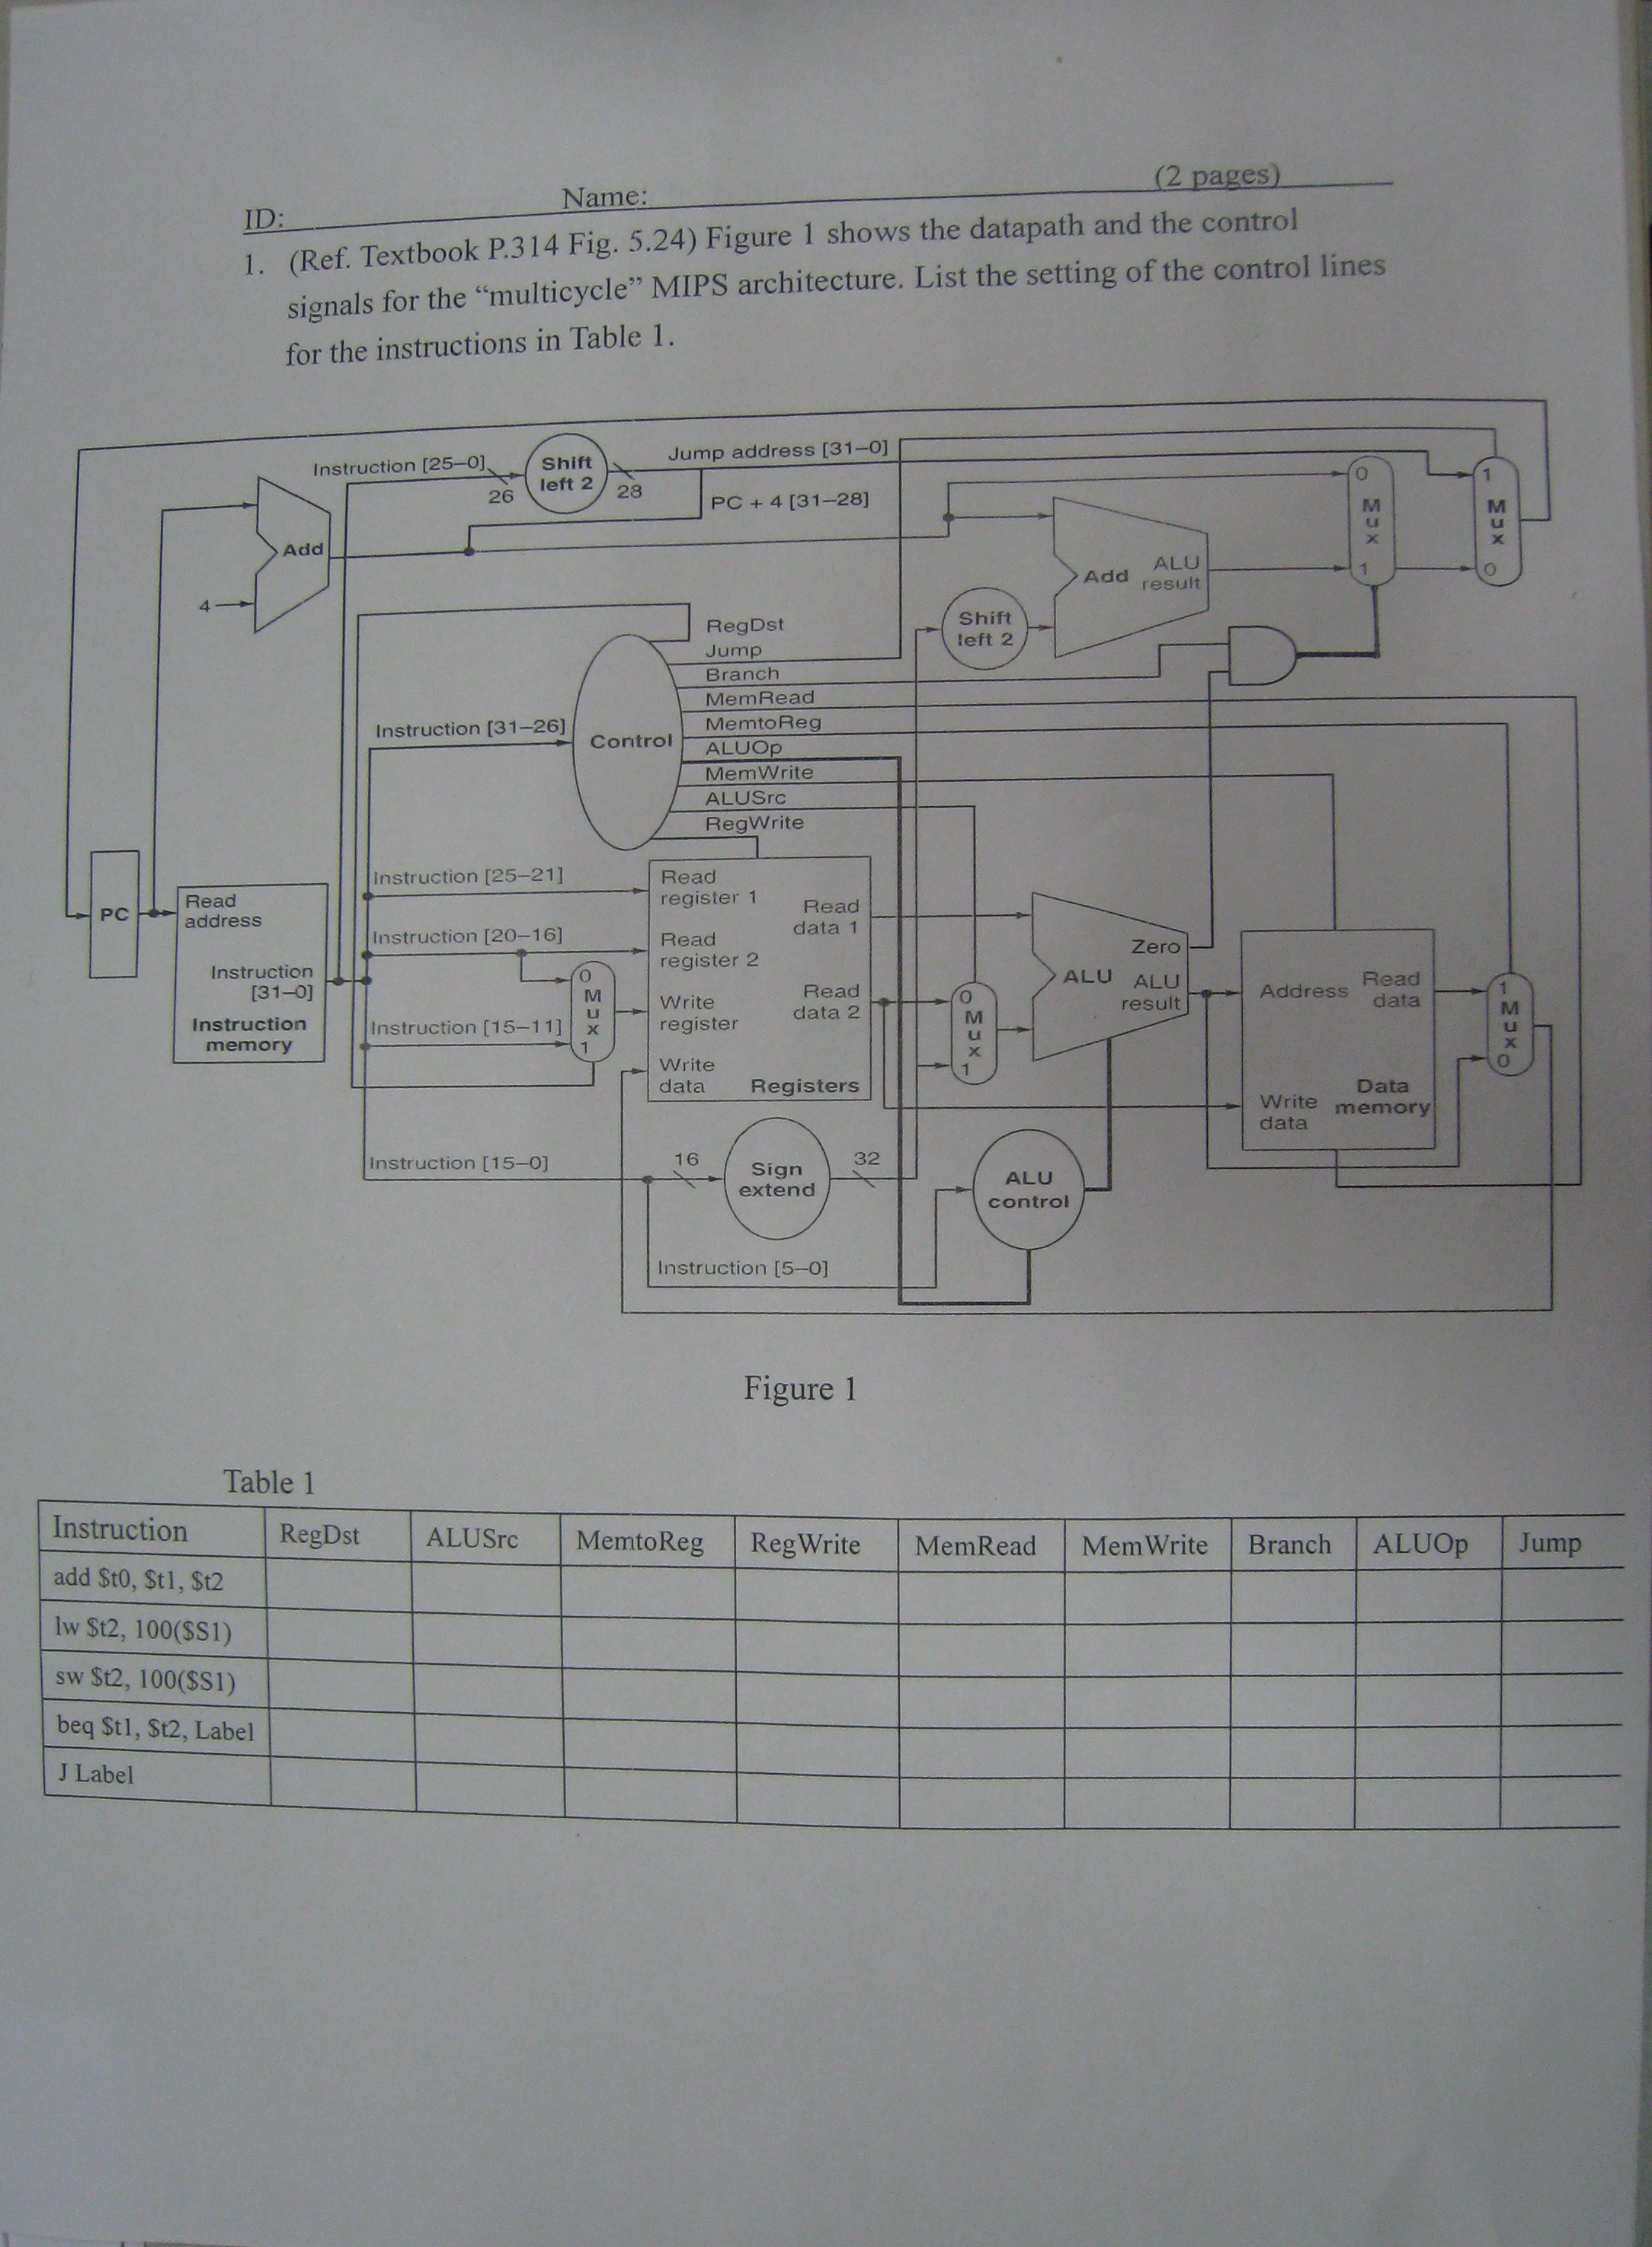 ID: Name: (2 pages)
1. (Ref. Textbook P.314 Fig. 5.24) Figure 1 shows the datapath and the control
signals for the “multicycle” MIPS architecture. List the setting of the control lines
for the instructions in Table 1.
Instruction [25–0]
26
Shift
left 2
28
Jump address [31–0]
PC + 4 [31–28]
Add
4
Add
ALU
result
0
M
u
x
1
1
M
u
x
0
Shift
left 2
RegDst
Jump
Branch
MemRead
MemtoReg
ALUOp
MemWrite
ALUSrc
RegWrite
Instruction [31–26]
Control
PC
Read
address
Instruction
[31–0]
Instruction
memory
Instruction [25–21]
Instruction [20–16]
Instruction [15–11]
0
M
u
x
1
Read
register 1
Read
register 2
Write
register
Write
data
Read
data 1
Read
data 2
Registers
0
M
u
x
1
Zero
ALU
ALU
result
Address
Read
data
Write
data
Data
memory
1
M
u
x
0
Instruction [15–0]
16
Sign
extend
32
ALU
control
Instruction [5–0]
Figure 1
Table 1
Instruction RegDst ALUSrc MemtoReg RegWrite MemRead MemWrite Branch ALUOp Jump
add $t0, $t1, $t2
lw $t2, 100($S1)
sw $t2, 100($S1)
beq $t1, $t2, Label
J Label